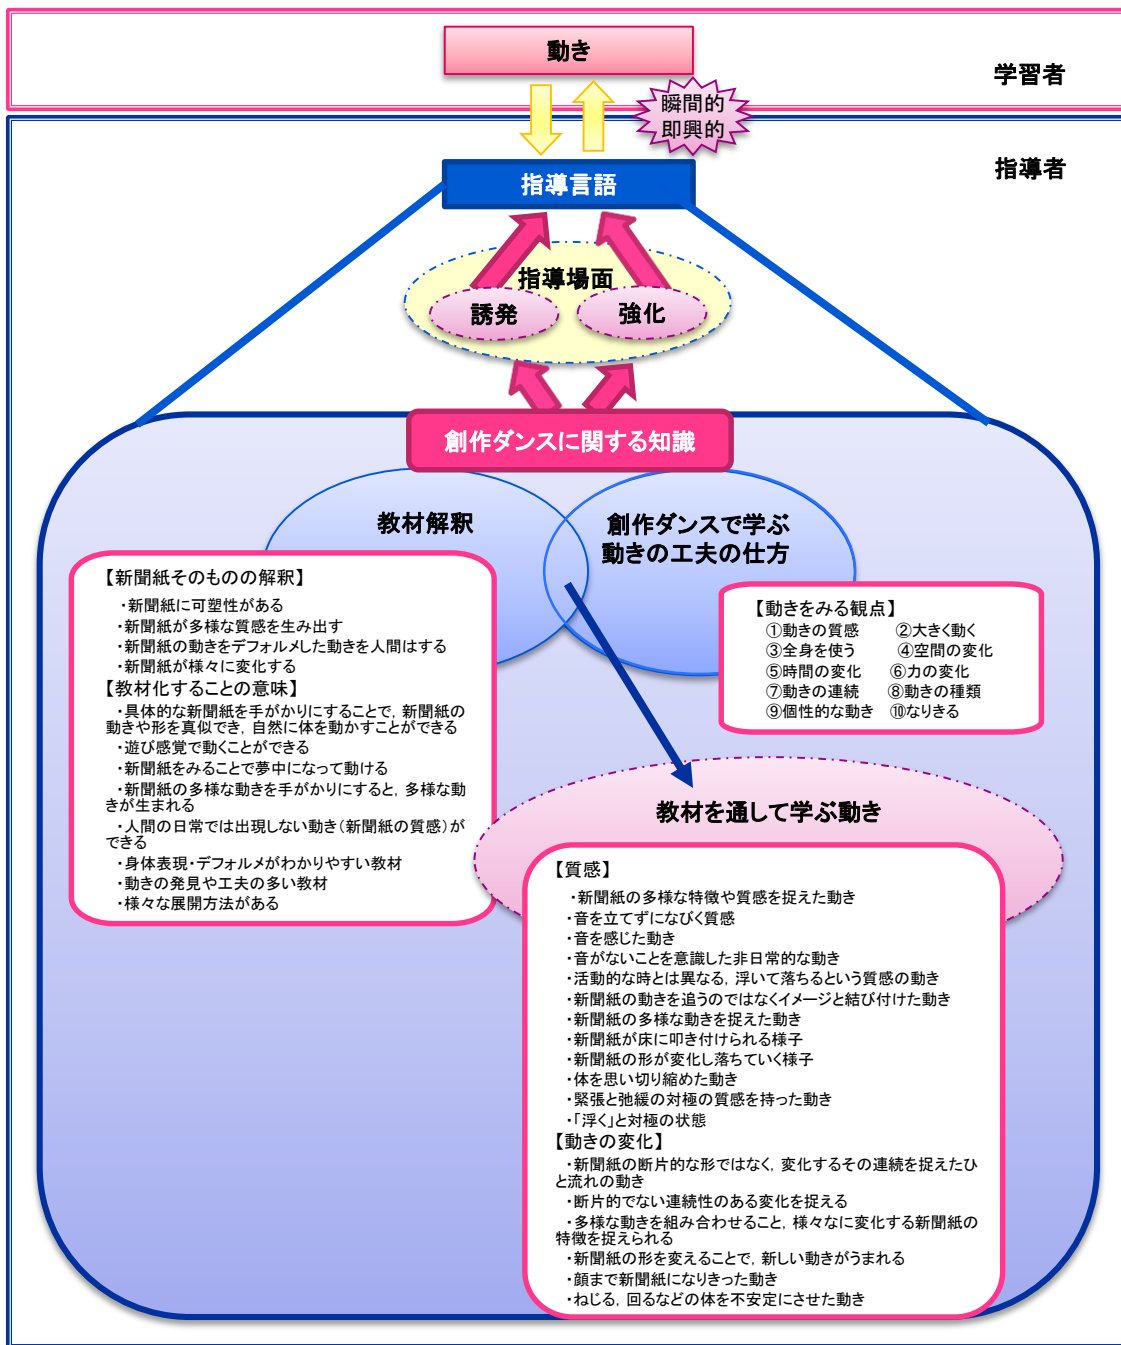 動き
学習者
瞬間的
即興的
指導者
指導言語
指導場面
誘発
強化
創作ダンスに関する知識
教材解釈
創作ダンスで学ぶ
動きの工夫の仕方
【新聞紙そのものの解釈】
・新聞紙に可塑性がある
・新聞紙が多様な質感を生み出す
・新聞紙の動きをデフォルメした動きを人間はする
・新聞紙が様々に変化する
【教材化することの意味】
・具体的な新聞紙を手がかりにすることで，新聞紙の
動きや形を真似でき，自然に体を動かすことができる
・遊び感覚で動くことができる
・新聞紙をみることで夢中になって動ける
・新聞紙の多様な動きを手がかりにすると，多様な動
きが生まれる
・人間の日常では出現しない動き（新聞紙の質感）が
できる
・身体表現・デフォルメがわかりやすい教材
・動きの発見や工夫の多い教材
・様々な展開方法がある
【動きをみる観点】
①動きの質感 ②大きく動く
③全身を使う ④空間の変化
⑤時間の変化 ⑥力の変化
⑦動きの連続 ⑧動きの種類
⑨個性的な動き ⑩なりきる
教材を通して学ぶ動き
【質感】
・新聞紙の多様な特徴や質感を捉えた動き
・音を立てずになびく質感
・音を感じた動き
・音がないことを意識した非日常的な動き
・活動的な時とは異なる，浮いて落ちるという質感の動き
・新聞紙の動きを追うのではなくイメージと結び付けた動き
・新聞紙の多様な動きを捉えた動き
・新聞紙が床に叩き付けられる様子
・新聞紙の形が変化し落ちていく様子
・体を思い切り縮めた動き
・緊張と弛緩の対極の質感を持った動き
・「浮く」と対極の状態
【動きの変化】
・新聞紙の断片的な形ではなく，変化するその連続を捉えたひ
と流れの動き
・断片的でない連続性のある変化を捉える
・多様な動きを組み合わせること，様々なに変化する新聞紙の
特徴を捉えられる
・新聞紙の形を変えることで，新しい動きがうまれる
・顔まで新聞紙になりきった動き
・ねじる，回るなどの体を不安定にさせた動き